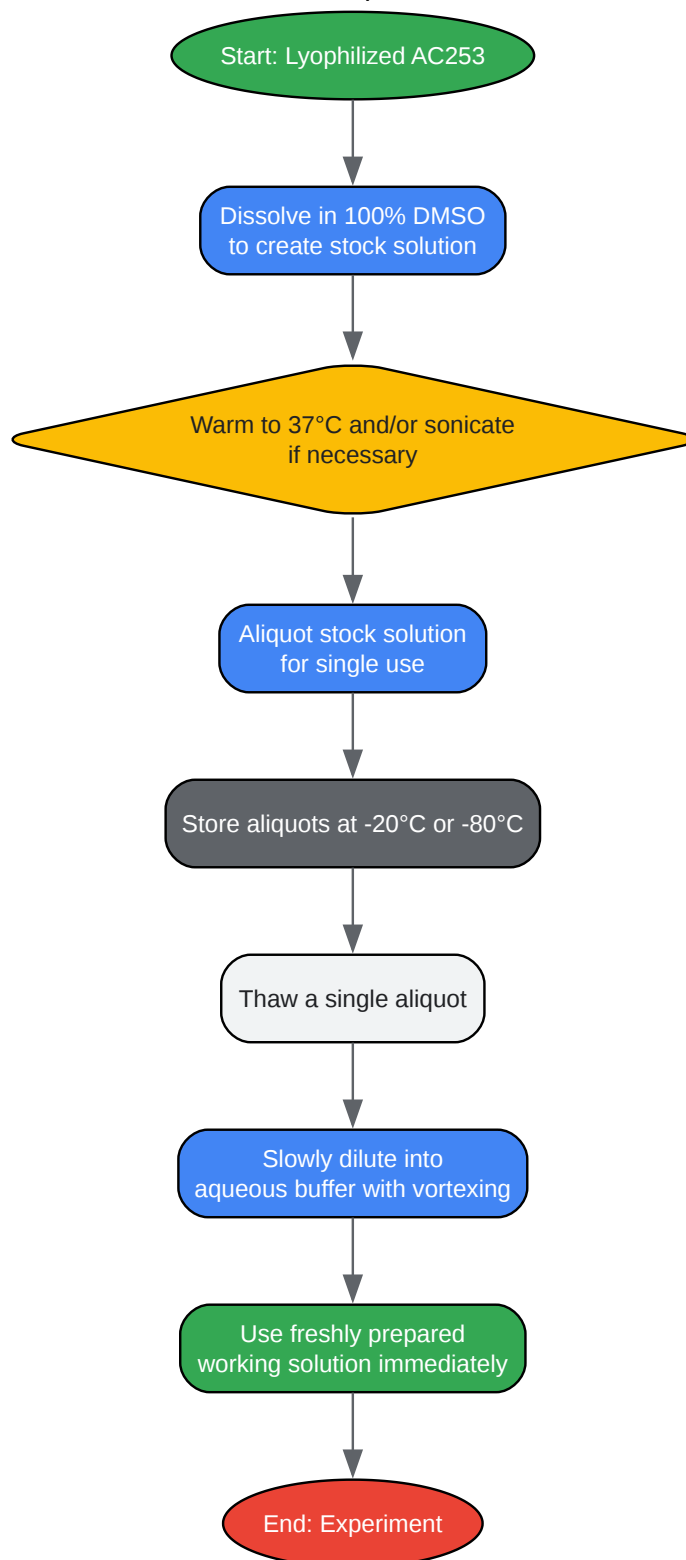 Start: Lyophilized AC253
Dissolve in 100% DMSO
to create stock solution
Warm to 37°C and/or sonicate
if necessary
Aliquot stock solution
for single use
Store aliquots at -20°C or -80°C
Thaw a single aliquot
Slowly dilute into
aqueous buffer with vortexing
Use freshly prepared
working solution immediately
End: Experiment